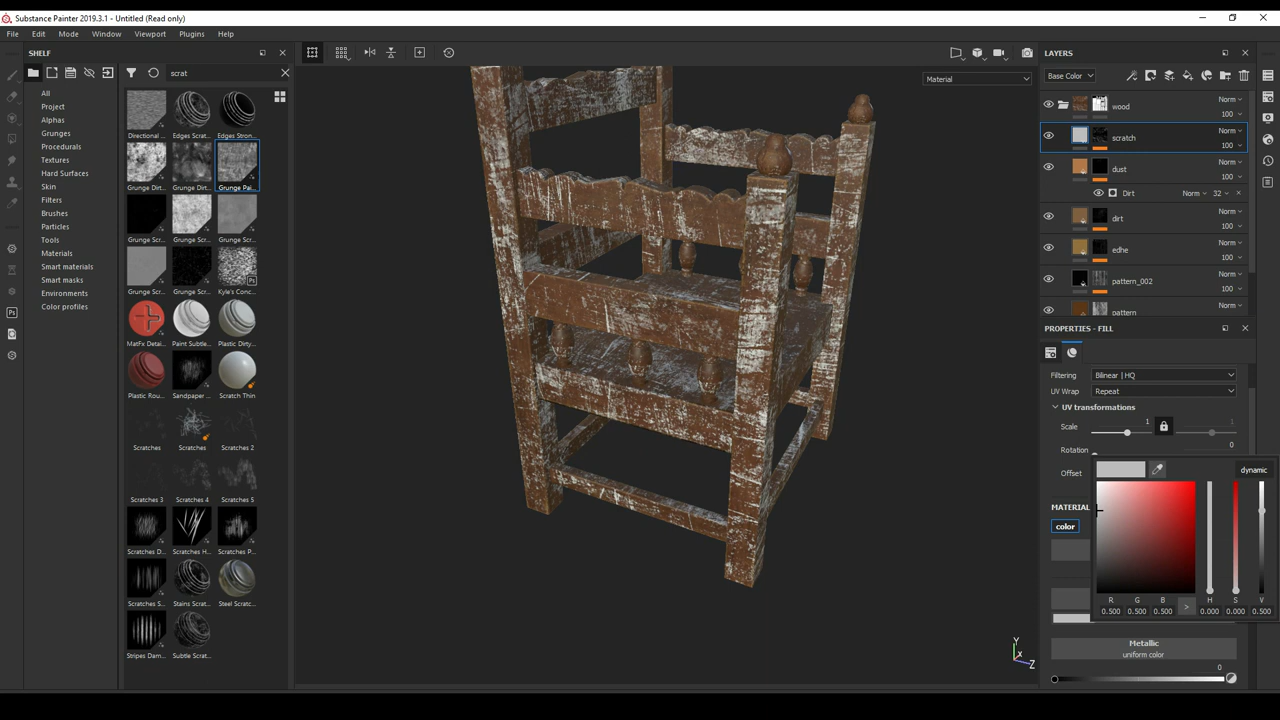 Substance Painter 2019.3.1 - Untitled (Read only)
File Edit Mode Window Viewport Plugins Help
SHELF
scrat
All
Project
Alphas
Grunges
Procedurals
Textures
Hard Surfaces
Skin
Filters
Brushes
Particles
Tools
Materials
Smart materials
Smart masks
Environments
Color profiles
Directional ... Edges Scrat... Edges Stron...
Grunge Dirt... Grunge Dirt... Grunge Pai...
Grunge Scr... Grunge Scr... Grunge Scr...
Grunge Scr... Grunge Scr... Kyle's Conc...
MatFx Detai... Paint Subtle... Plastic Dirty...
Plastic Rou... Sandpaper ... Scratch Thin
Scratches Scratches Scratches 2
Scratches 3 Scratches 4 Scratches 5
Scratches D... Scratches H... Scratches P...
Scratches S... Stains Scrat... Steel Scratc...
Stripes Dam... Subtle Scrat...
Material
Y
X
Z
LAYERS
Base Color
wood Norm 100
scratch Norm 100
dust Norm 100
Dirt Norm 32
dirt Norm 100
edhe Norm 100
pattern_002 Norm 100
pattern Norm
PROPERTIES - FILL
Filtering Bilinear | HQ
UV Wrap Repeat
UV transformations
Scale 1 1
Rotation 0
Offset
dynamic
MATERIAL
color
R G B H S V
0.500 0.500 0.500 > 0.000 0.000 0.500
Metallic
uniform color
0